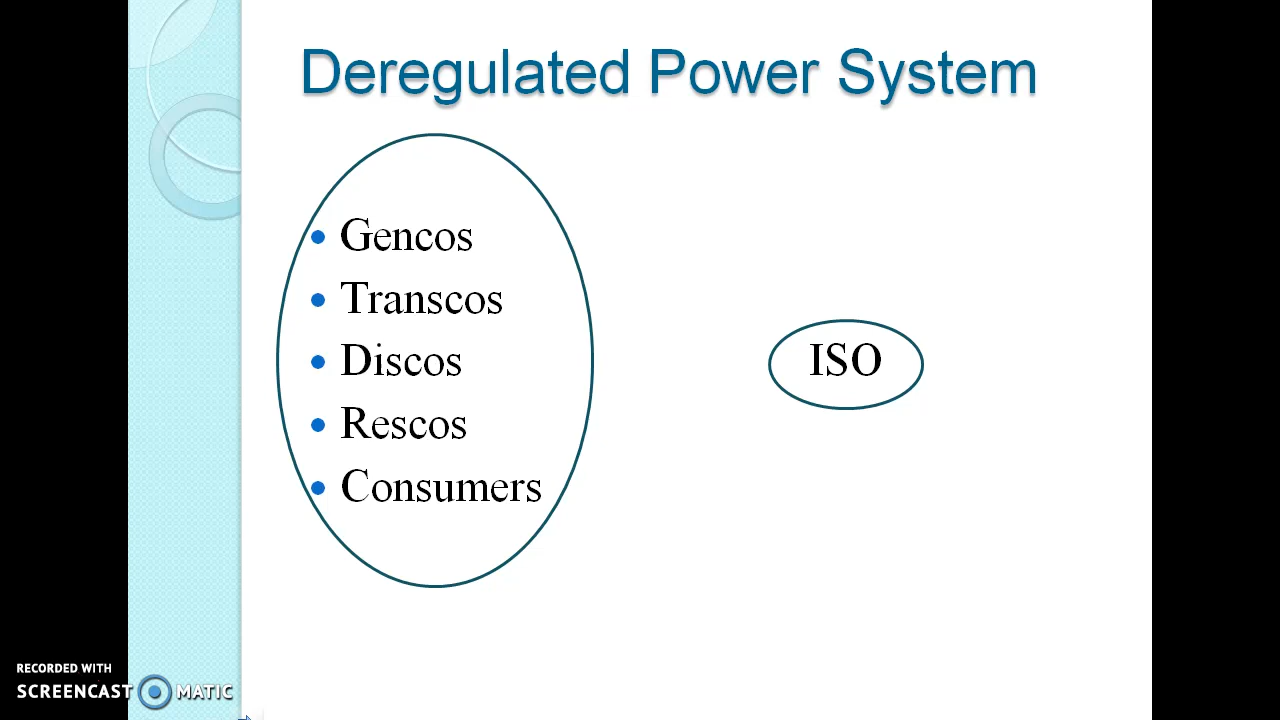 Deregulated Power System
Gencos
Transcos
Discos
Rescos
Consumers
ISO
RECORDED WITH
SCREENCAST MATIC